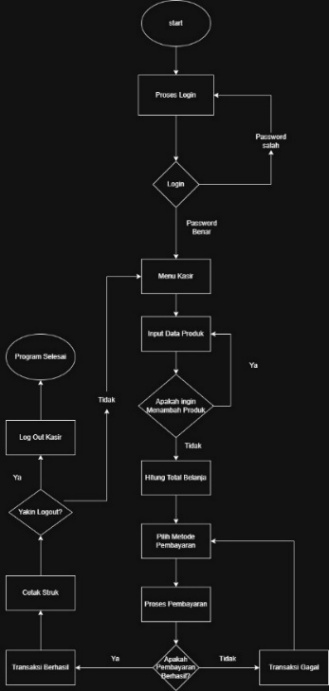 start
Proses Login
Password
salah
Login
Password
Benar
Menu Kasir
Input Data Produk
Ya
Apakah ingin
Menambah Produk
Tidak
Hitung Total Belanja
Pilih Metode
Pembayaran
Proses Pembayaran
Apakah
Pembayaran
Berhasil?
Tidak
Transaksi Gagal
Ya
Transaksi Berhasil
Cetak Struk
Yakin Logout?
Tidak
Ya
Log Out Kasir
Program Selesai